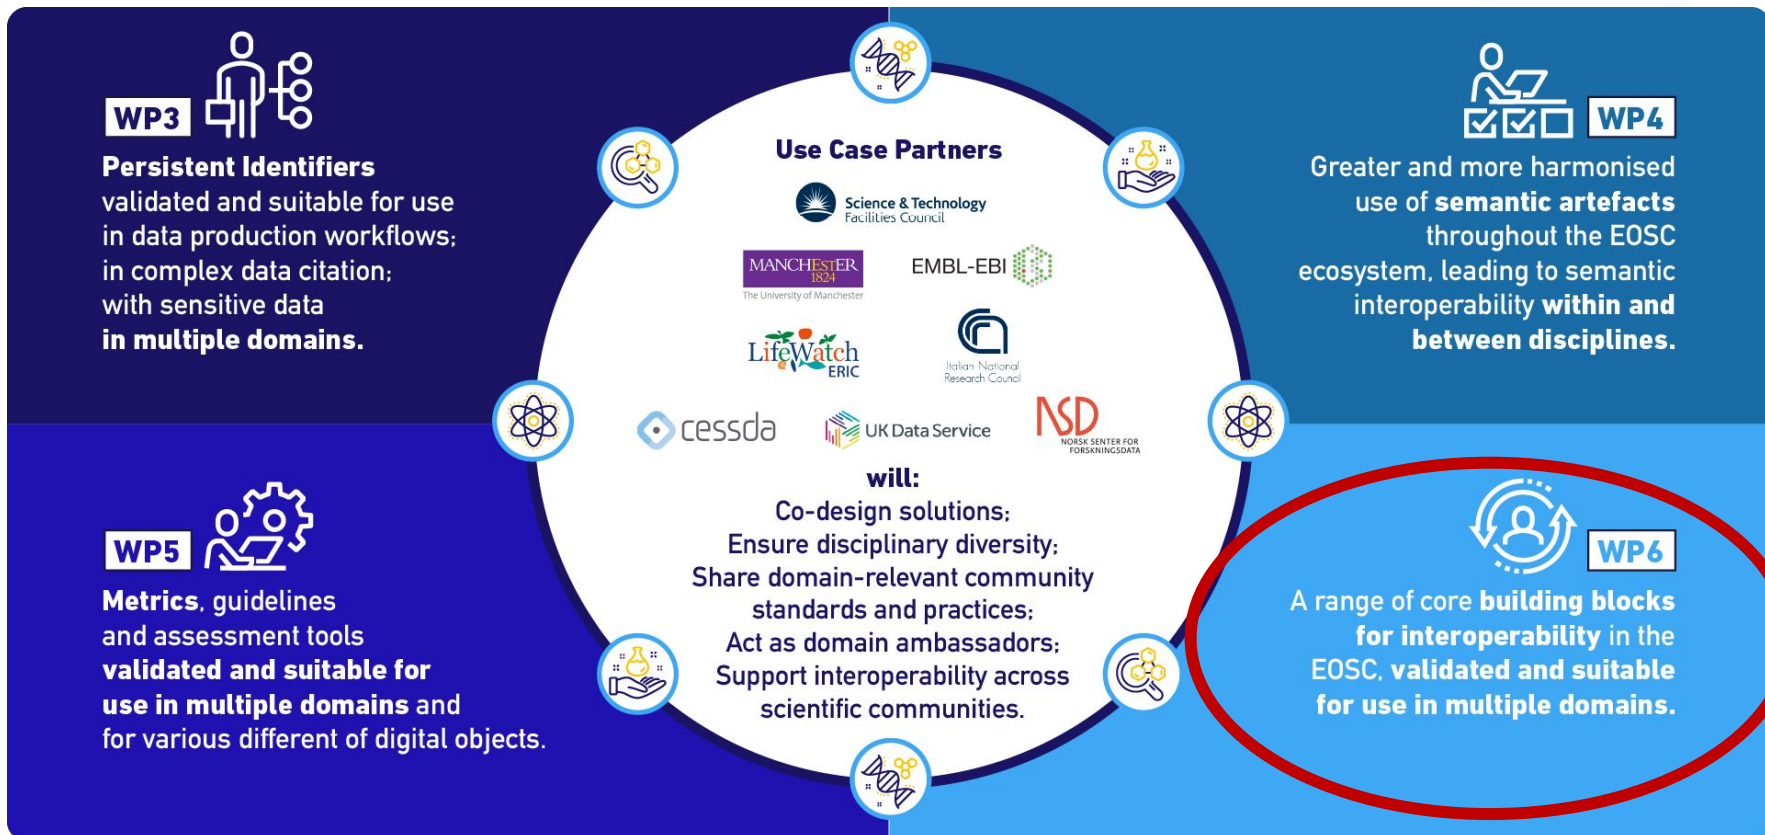 WP3
Persistent Identifiers
validated and suitable for use
in data production workflows;
in complex data citation;
with sensitive data
in multiple domains.
WP4
Greater and more harmonised
use of semantic artefacts
throughout the EOSC
ecosystem, leading to semantic
interoperability within and
between disciplines.
Use Case Partners
Science & Technology
Facilities Council
MANCHESTER
1824
The University of Manchester
EMBL-EBI
LifeWatch
ERIC
Italian National
Research Council
cessda
UK Data Service
NSD
NORSK SENTER FOR
FORSKNINGSDATA
will:
Co-design solutions;
Ensure disciplinary diversity;
Share domain-relevant community
standards and practices;
Act as domain ambassadors;
Support interoperability across
scientific communities.
WP5
Metrics, guidelines
and assessment tools
validated and suitable for
use in multiple domains and
for various different of digital objects.
WP6
A range of core building blocks
for interoperability in the
EOSC, validated and suitable
for use in multiple domains.